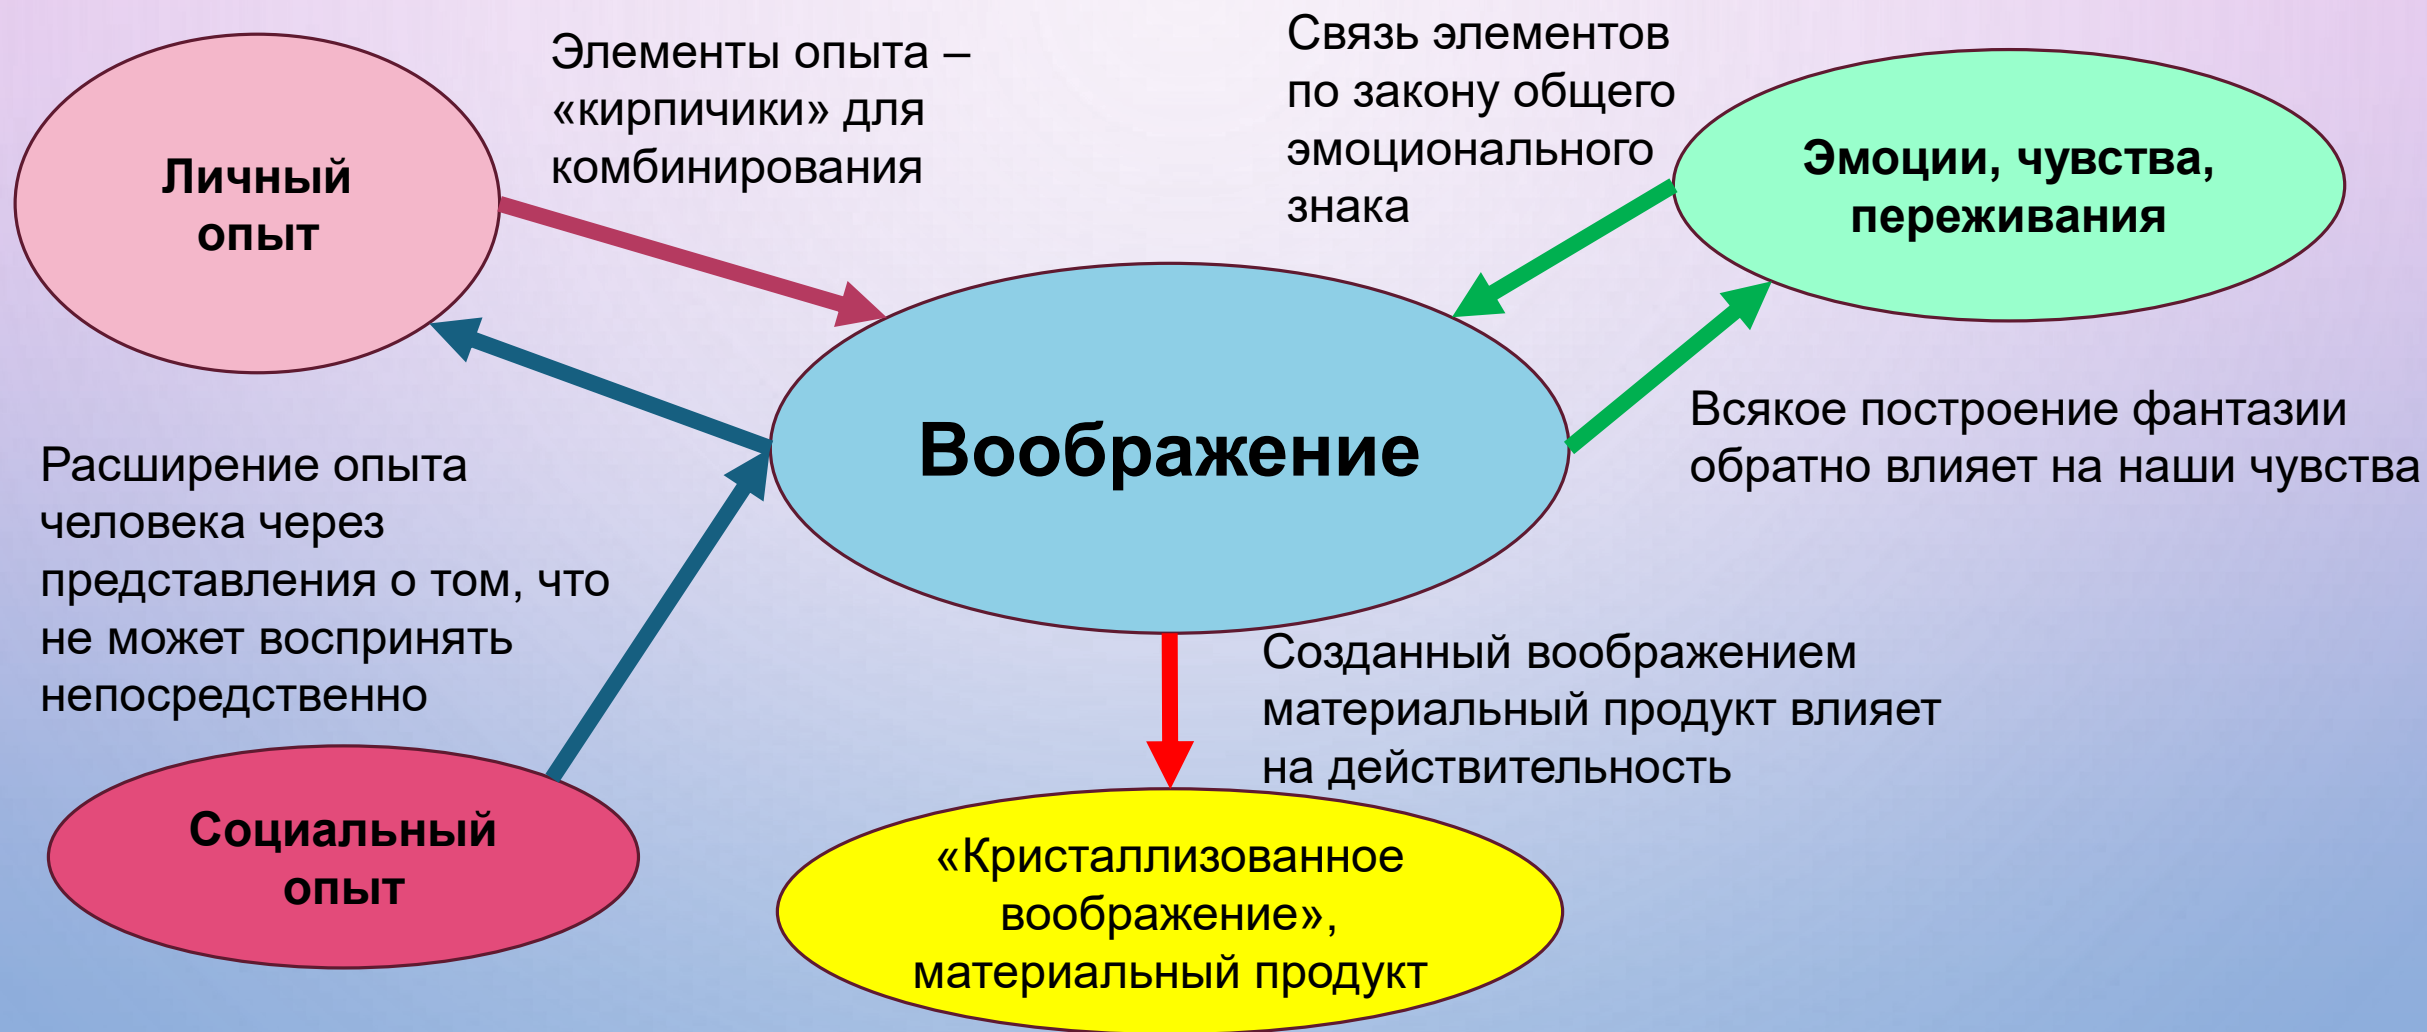 Личный
опыт
Элементы опыта –
«кирпичики» для
комбинирования
Связь элементов
по закону общего
эмоционального
знака
Эмоции, чувства,
переживания
Воображение
Всякое построение фантазии
обратно влияет на наши чувства
Расширение опыта
человека через
представления о том, что
не может воспринять
непосредственно
Созданный воображением
материальный продукт влияет
на действительность
Социальный
опыт
«Кристаллизованное
воображение»,
материальный продукт